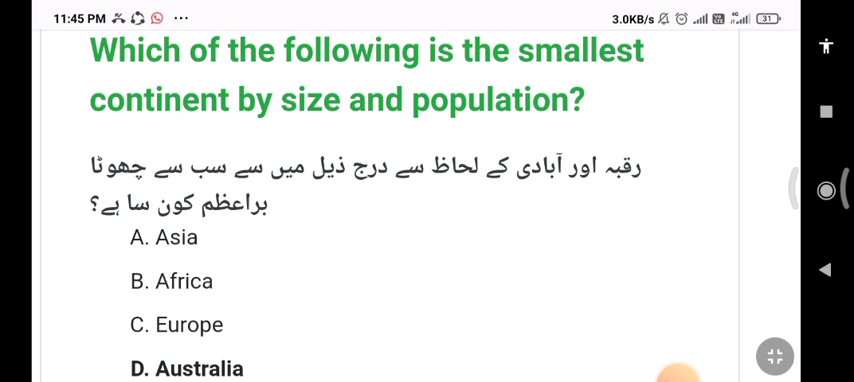 11:45 PM ...
3.0KB/s 4G 31
Which of the following is the smallest
continent by size and population?
رقبہ اور آبادی کے لحاظ سے درج ذیل میں سے سب سے چھوٹا
براعظم کون سا ہے؟
A. Asia
B. Africa
C. Europe
D. Australia